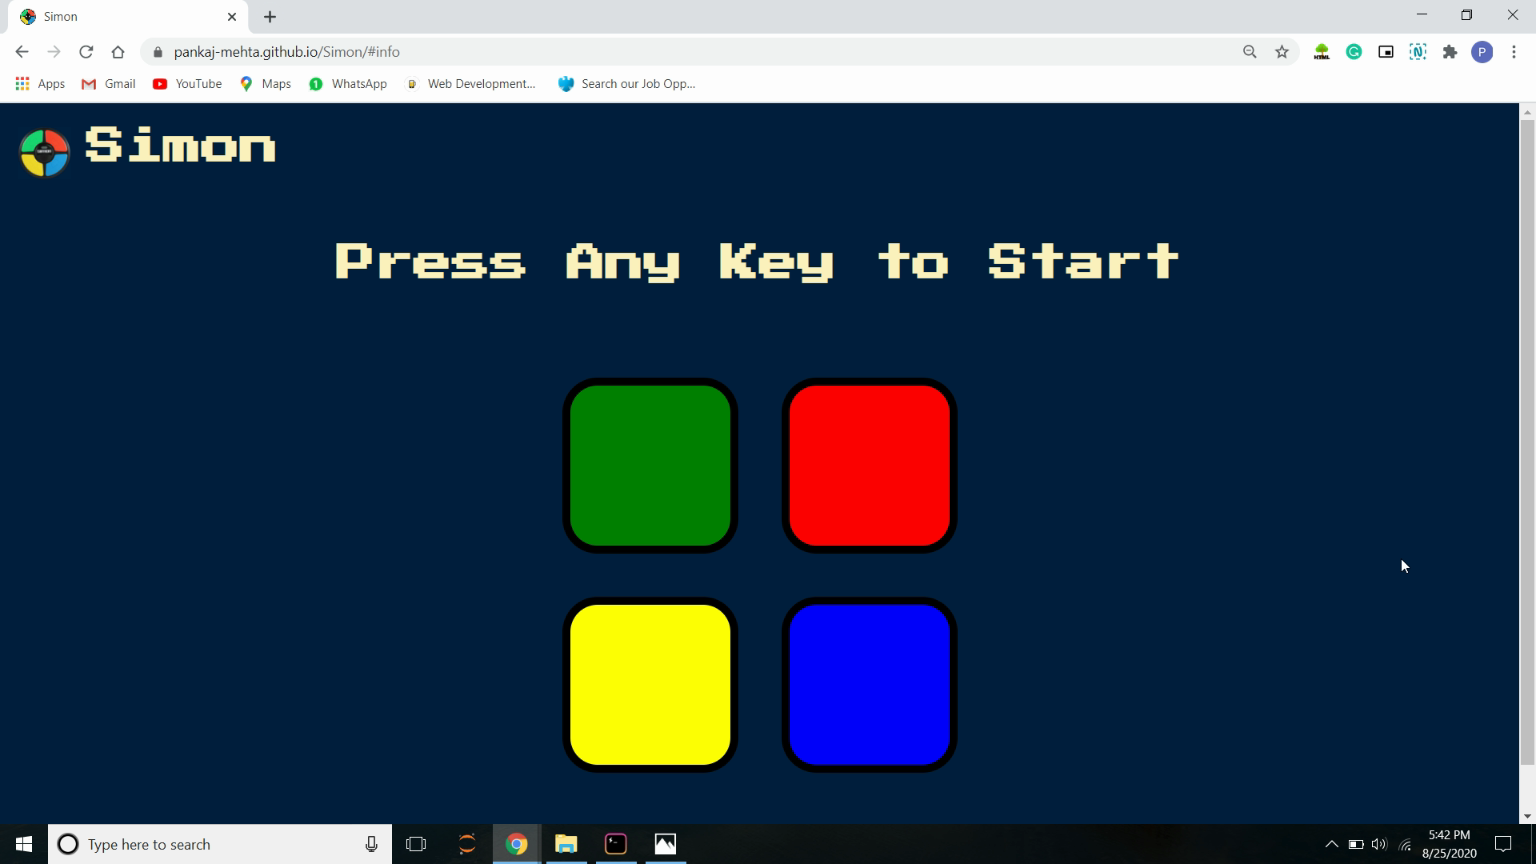 Simon
pankaj-mehta.github.io/Simon/#info
Apps
Gmail
YouTube
Maps
WhatsApp
Web Development...
Search our Job Opp...
Simon
Press Any Key to Start
Type here to search
5:42 PM
8/25/2020